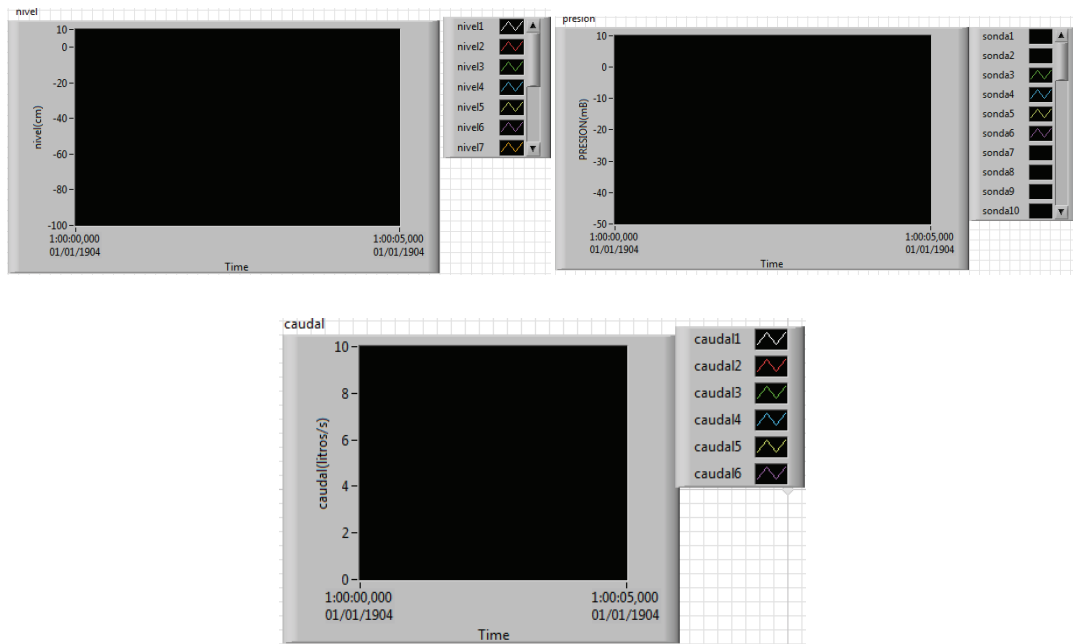 nivel
10
0
-20
-40
-60
-80
-100
nivel(cm)
1:00:00,000
01/01/1904
1:00:05,000
01/01/1904
Time
nivel1
nivel2
nivel3
nivel4
nivel5
nivel6
nivel7
presion
10
0
-10
-20
-30
-40
-50
PRESION(mB)
1:00:00,000
01/01/1904
1:00:05,000
01/01/1904
Time
sonda1
sonda2
sonda3
sonda4
sonda5
sonda6
sonda7
sonda8
sonda9
sonda10
caudal
10
8
6
4
2
0
caudal(litros/s)
1:00:00,000
01/01/1904
1:00:05,000
01/01/1904
Time
caudal1
caudal2
caudal3
caudal4
caudal5
caudal6